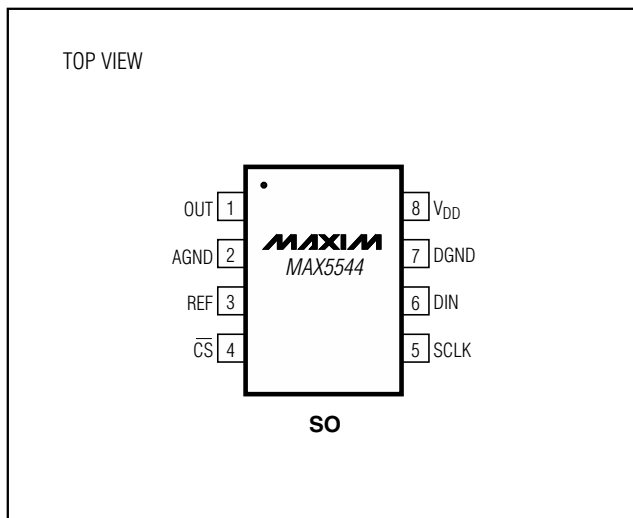 TOP VIEW
OUT 1
AGND 2
REF 3
C̅S̅ 4
MAXIM
MAX5544
8 VDD
7 DGND
6 DIN
5 SCLK
SO